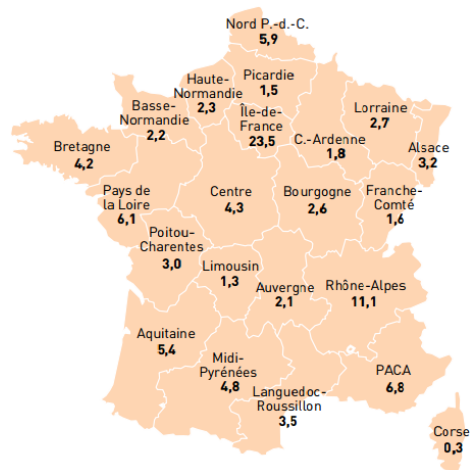 Nord P.-d.-C.
5,9
Haute-
Normandie
2,3
Picardie
1,5
Basse-
Normandie
2,2
Île-de-
France
23,5
Lorraine
2,7
C.-Ardenne
1,8
Alsace
3,2
Bretagne
4,2
Pays de
la Loire
6,1
Centre
4,3
Bourgogne
2,6
Franche-
Comté
1,6
Poitou-
Charentes
3,0
Limousin
1,3
Auvergne
2,1
Rhône-Alpes
11,1
Aquitaine
5,4
Midi-
Pyrénées
4,8
Languedoc-
Roussillon
3,5
PACA
6,8
Corse
0,3